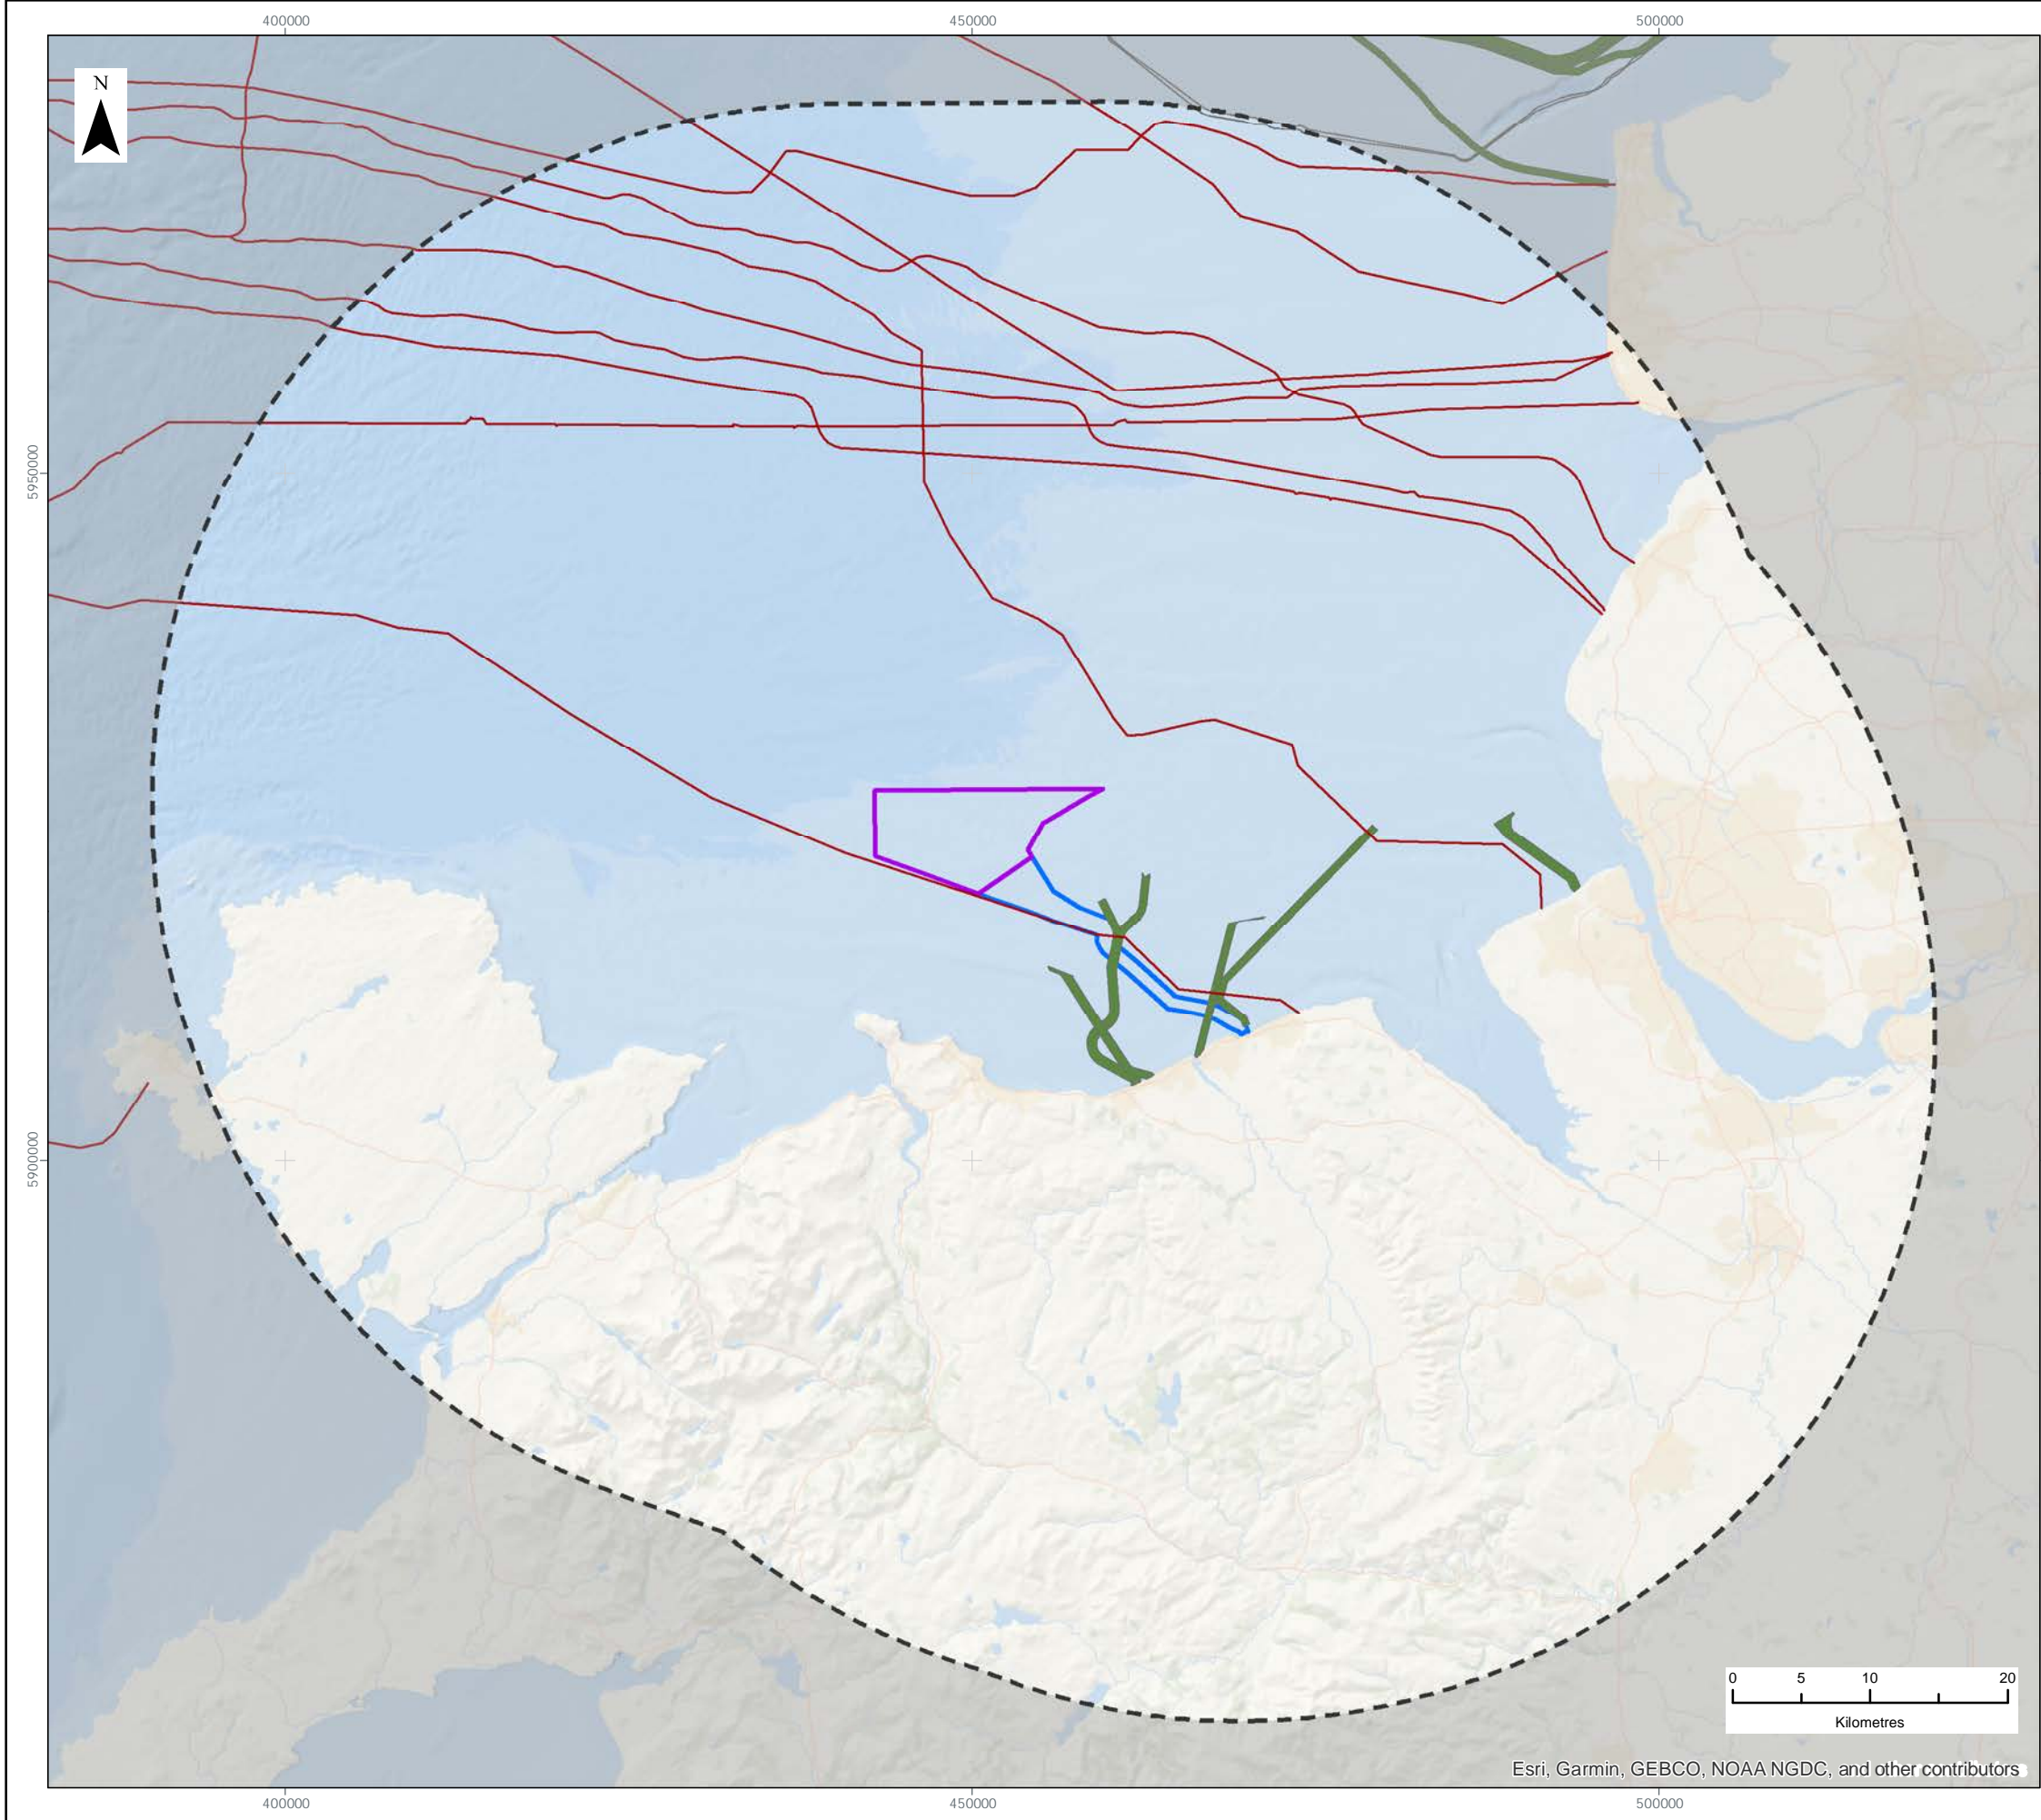 400000 450000 500000
N
5950000
5900000
0 5 10 20
Kilometres
Esri, Garmin, GEBCO, NOAA NGDC, and other contributors
400000 450000 500000